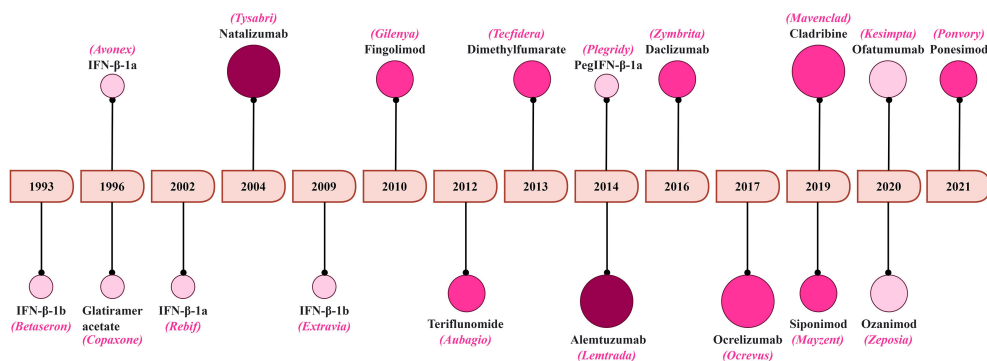 (Tysabri)
Natalizumab
(Gilenya)
Fingolimod
(Tecfidera)
Dimethylfumarate
(Zymbrita)
Daclizumab
(Mavenclad)
Cladribine
(Kesimpta)
Ofatumumab
(Ponvory)
Ponesimod
(Avonex)
IFN-β-1a
(Plegridy)
PegIFN-β-1a
1993
1996
2002
2004
2009
2010
2012
2013
2014
2016
2017
2019
2020
2021
IFN-β-1b
(Betaseron)
Glatiramer
acetate
(Copaxone)
IFN-β-1a
(Rebif)
IFN-β-1b
(Extravia)
Teriflunomide
(Aubagio)
Alemtuzumab
(Lemtrada)
Ocrelizumab
(Ocrevus)
Siponimod
(Mayzent)
Ozanimod
(Zeposia)